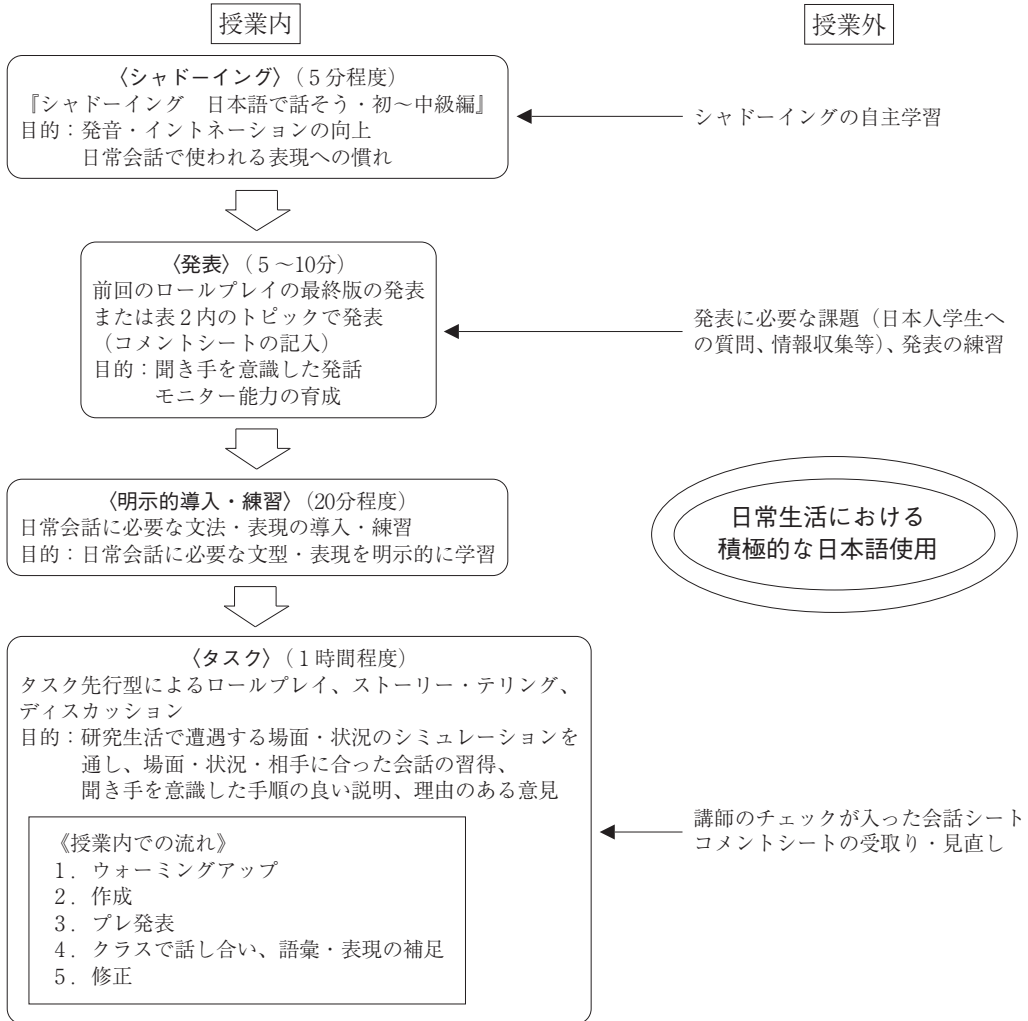 授業内
授業外
〈シャドーイング〉（５分程度）
『シャドーイング　日本語で話そう・初～中級編』
目的：発音・イントネーションの向上
日常会話で使われる表現への慣れ
シャドーイングの自主学習
〈発表〉（５～10分）
前回のロールプレイの最終版の発表
または表２内のトピックで発表
（コメントシートの記入）
目的：聞き手を意識した発話
モニター能力の育成
発表に必要な課題（日本人学生へ
の質問、情報収集等）、発表の練習
〈明示的導入・練習〉（20分程度）
日常会話に必要な文法・表現の導入・練習
目的：日常会話に必要な文型・表現を明示的に学習
日常生活における
積極的な日本語使用
〈タスク〉（１時間程度）
タスク先行型によるロールプレイ、ストーリー・テリング、
ディスカッション
目的：研究生活で遭遇する場面・状況のシミュレーションを
通し、場面・状況・相手に合った会話の習得、
聞き手を意識した手順の良い説明、理由のある意見
《授業内での流れ》
１．ウォーミングアップ
２．作成
３．プレ発表
４．クラスで話し合い、語彙・表現の補足
５．修正
講師のチェックが入った会話シート
コメントシートの受取り・見直し